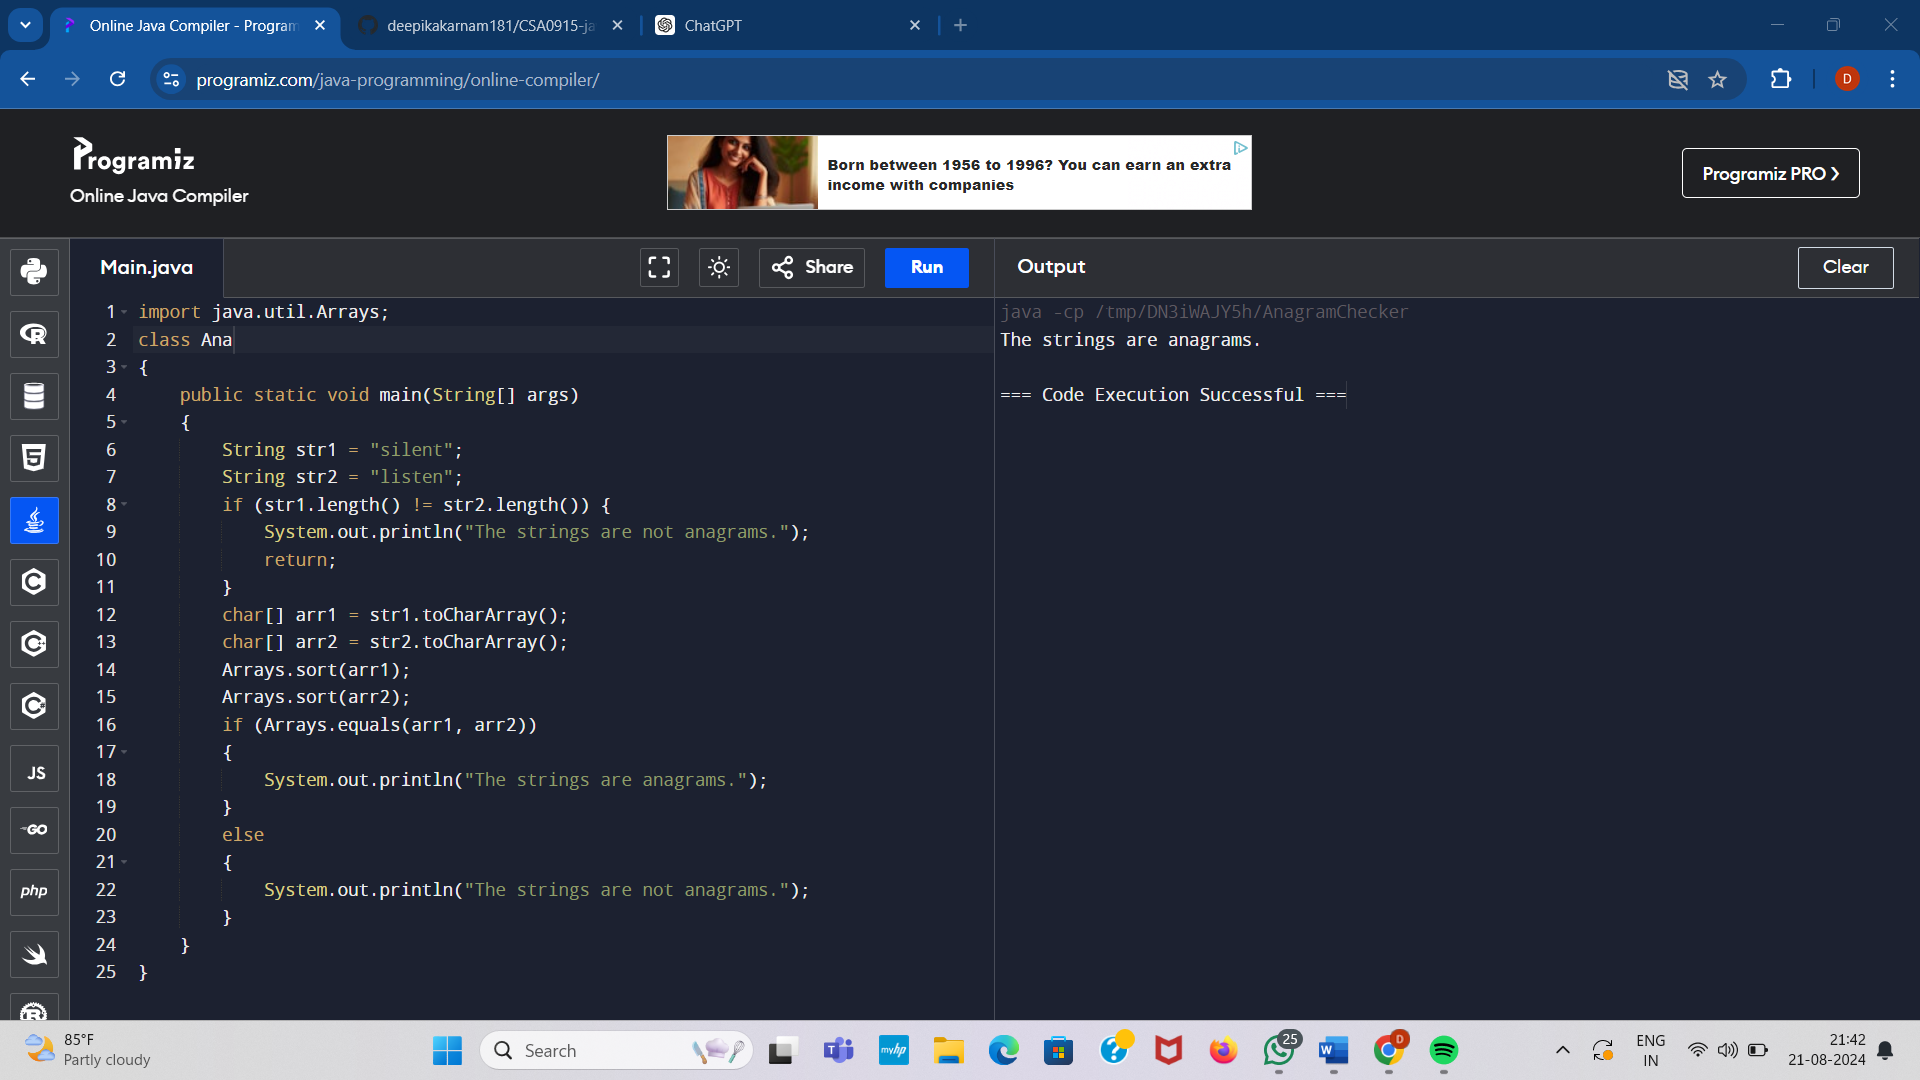 Online Java Compiler - Program
deepikakarnam181/CSA0915-ja
ChatGPT
programiz.com/java-programming/online-compiler/
D
Programiz
Online Java Compiler
Born between 1956 to 1996? You can earn an extra
income with companies
Programiz PRO
Main.java
Share
Run
Output
Clear
1 import java.util.Arrays;
2 class Ana
3 {
4 public static void main(String[] args)
5 {
6 String str1 = "silent";
7 String str2 = "listen";
8 if (str1.length() != str2.length()) {
9 System.out.println("The strings are not anagrams.");
10 return;
11 }
12 char[] arr1 = str1.toCharArray();
13 char[] arr2 = str2.toCharArray();
14 Arrays.sort(arr1);
15 Arrays.sort(arr2);
16 if (Arrays.equals(arr1, arr2))
17 {
18 System.out.println("The strings are anagrams.");
19 }
20 else
21 {
22 System.out.println("The strings are not anagrams.");
23 }
24 }
25 }
java -cp /tmp/DN3iWAJY5h/AnagramChecker
The strings are anagrams.
=== Code Execution Successful ===
R
5
C
C
C
JS
GO
php
R
85°F
Partly cloudy
Search
T
myhp
?
25
W
D
ENG
IN
21:42
21-08-2024